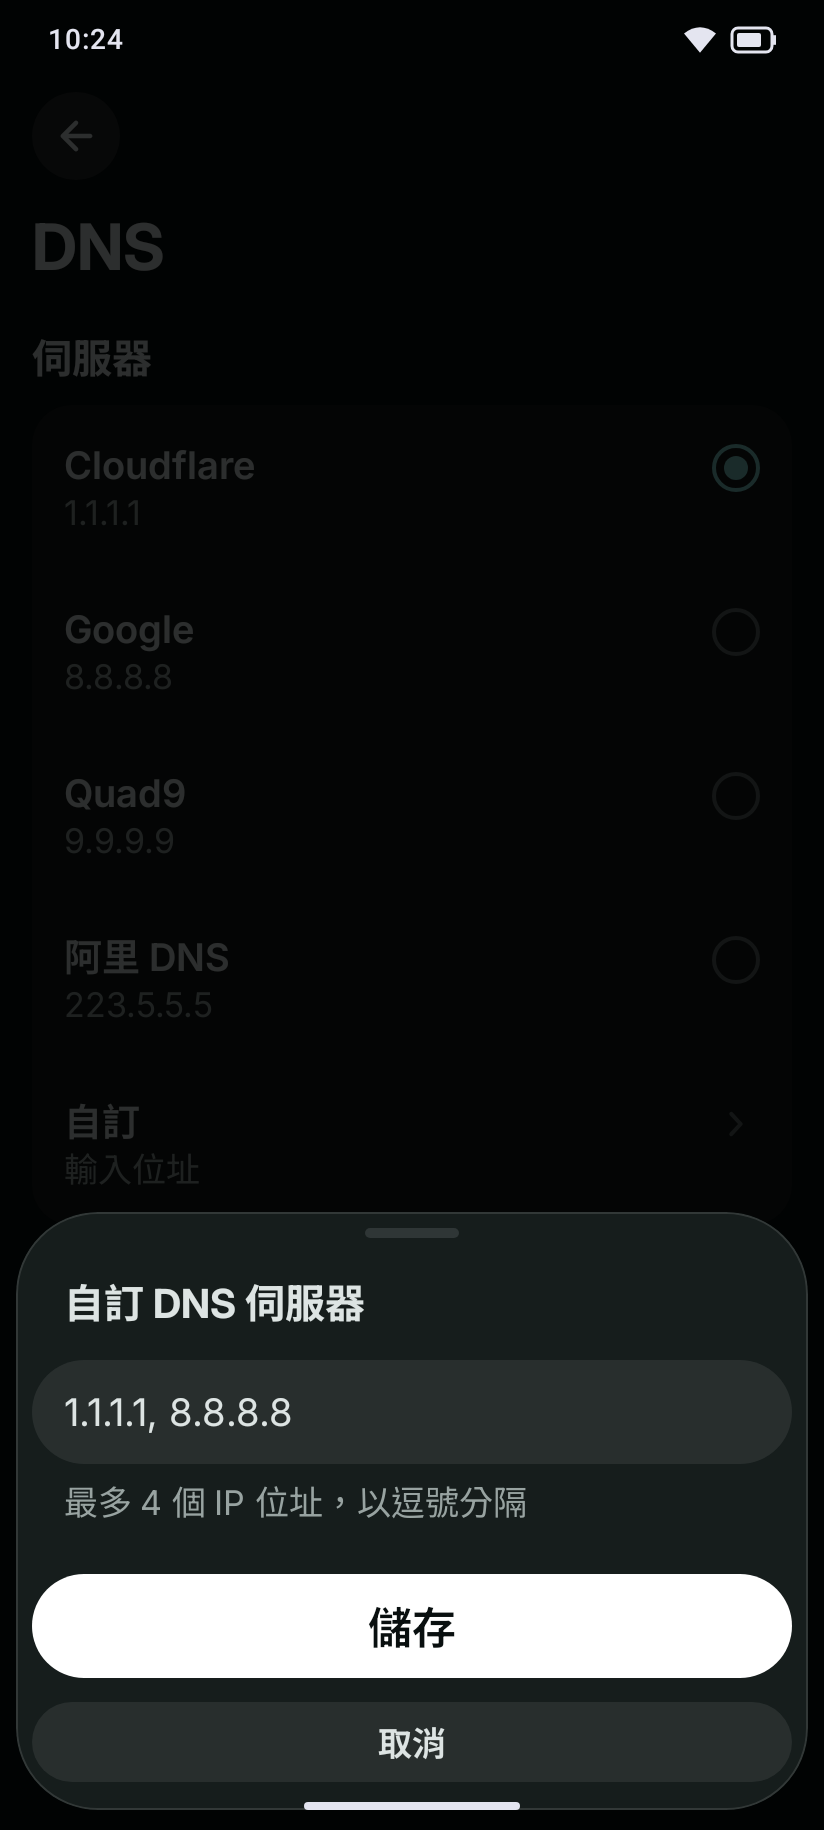 10:24
DNS
伺服器
Cloudflare
1.1.1.1
Google
8.8.8.8
Quad9
9.9.9.9
阿里 DNS
223.5.5.5
自訂
輸入位址
自訂 DNS 伺服器
1.1.1.1, 8.8.8.8
最多 4 個 IP 位址，以逗號分隔
儲存
取消